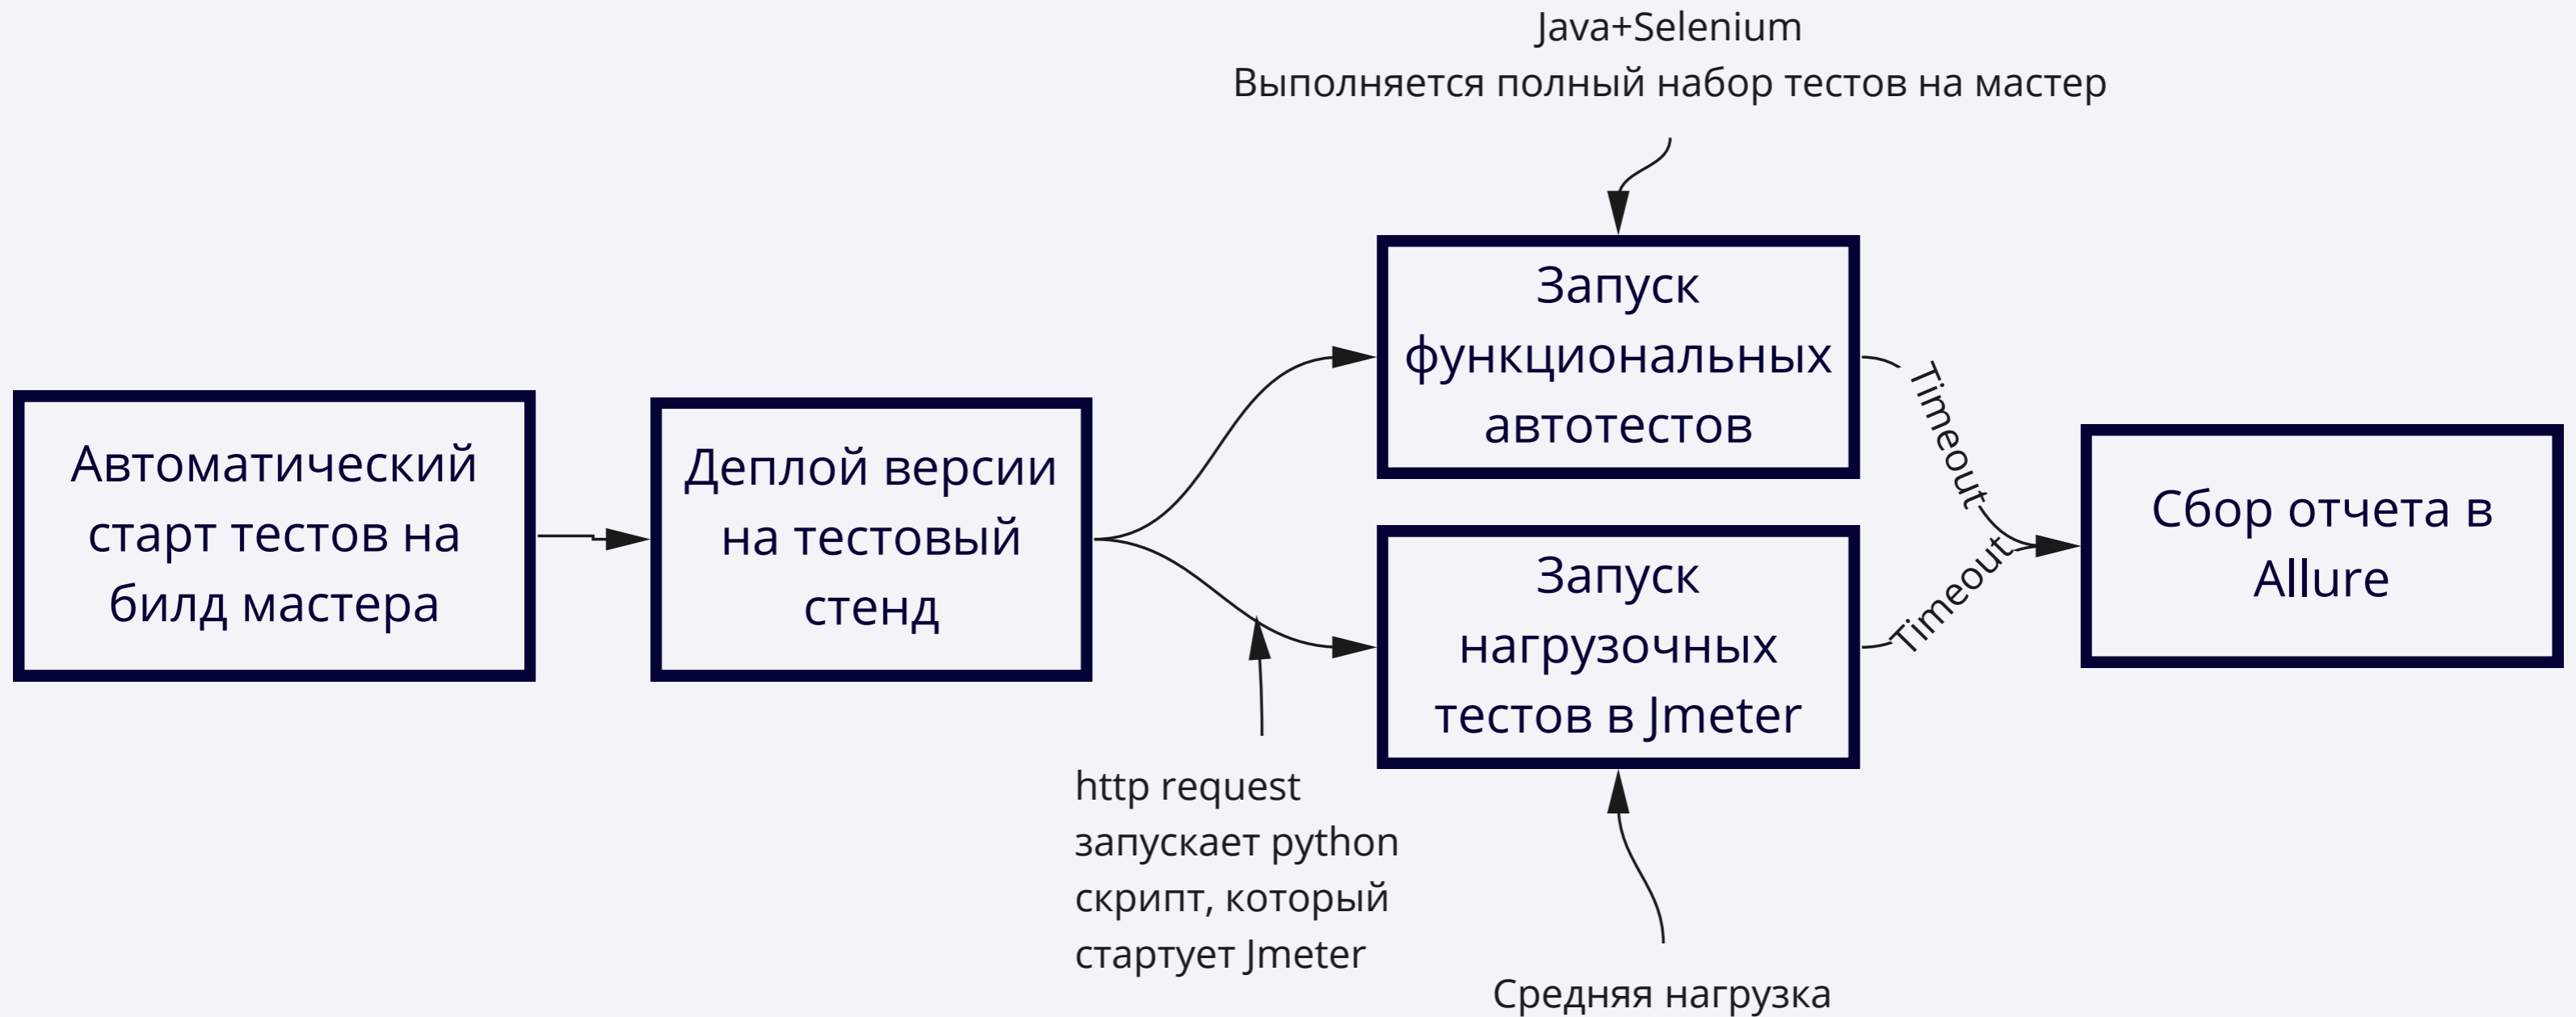 Java+Selenium
Выполняется полный набор тестов на мастер
Автоматический
старт тестов на
билд мастера
Деплой версии
на тестовый
стенд
http request
запускает python
скрипт, который
стартует Jmeter
Запуск
функциональных
автотестов
Запуск
нагрузочных
тестов в Jmeter
Средняя нагрузка
Timeout
Timeout
Сбор отчета в
Allure